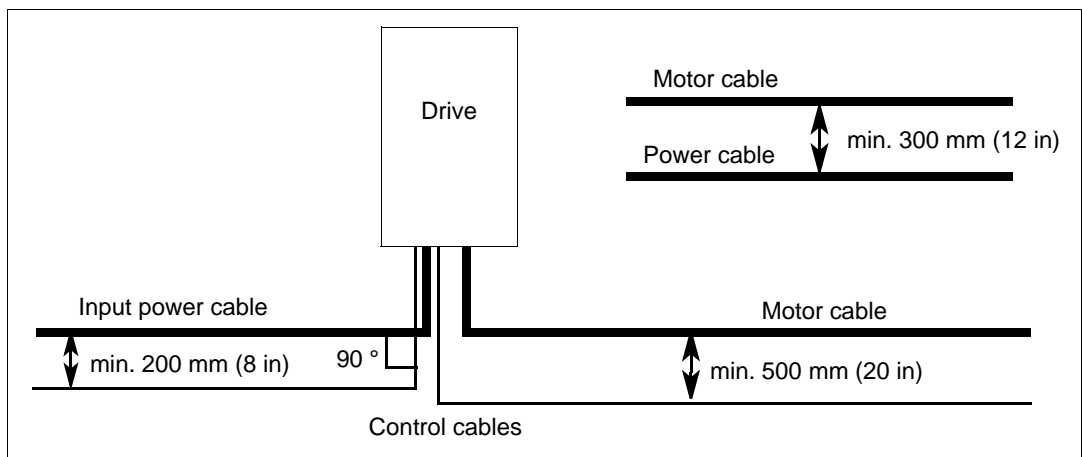 Drive
Motor cable
min. 300 mm (12 in)
Power cable
Input power cable
Motor cable
min. 200 mm (8 in)
90 °
min. 500 mm (20 in)
Control cables